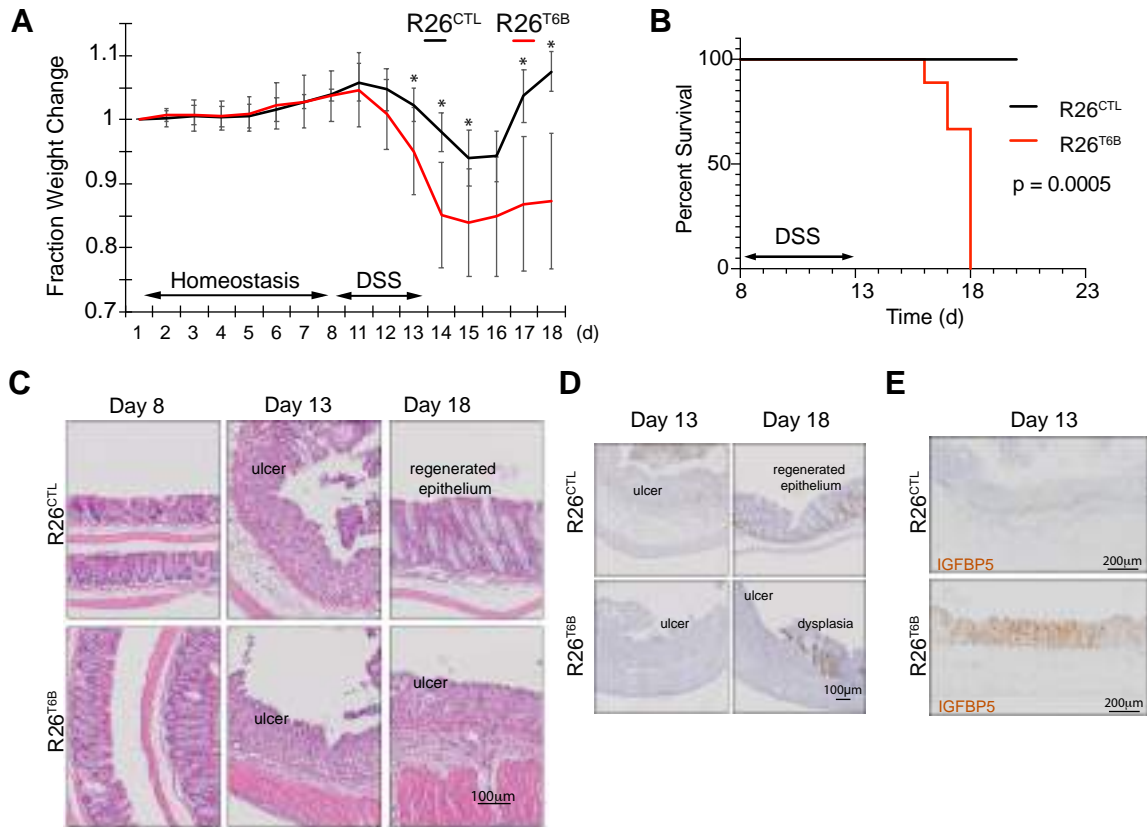 A
R26CTL
R26T6B
Fraction Weight Change
1.1
1
0.9
0.8
0.7
* * * * *
Homeostasis
DSS
1 2 3 4 5 6 7 8 11 12 13 14 15 16 17 18 (d)
B
Percent Survival
100
50
0
R26CTL
R26T6B
p = 0.0005
DSS
8 13 18 23
Time (d)
C
Day 8
Day 13
Day 18
R26CTL
ulcer
regenerated
epithelium
R26T6B
ulcer
ulcer
100μm
D
Day 13
Day 18
R26CTL
ulcer
regenerated
epithelium
R26T6B
ulcer
ulcer
dysplasia
100μm
E
Day 13
R26CTL
IGFBP5
200μm
R26T6B
IGFBP5
200μm